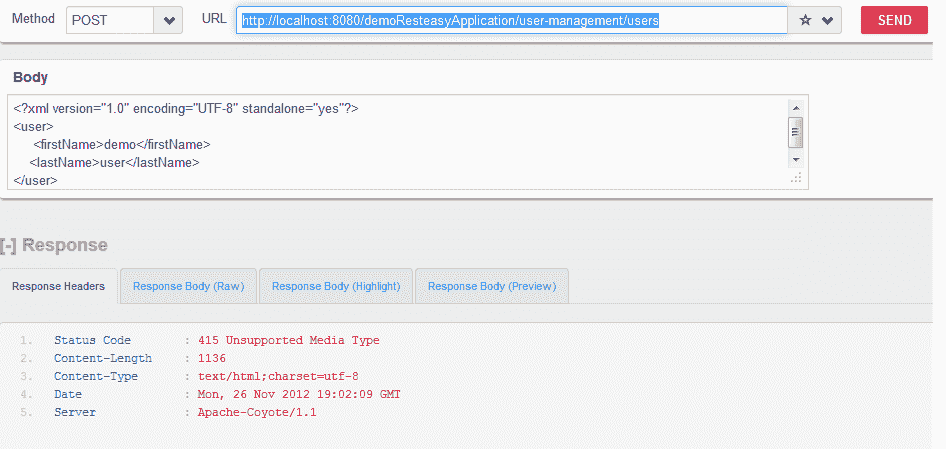 Method POST URL http://localhost:8080/demoResteasyApplication/user-management/users SEND
Body
<?xml version="1.0" encoding="UTF-8" standalone="yes"?>
<user>
<firstName>demo</firstName>
<lastName>user</lastName>
</user>
[-] Response
Response Headers Response Body (Raw) Response Body (Highlight) Response Body (Preview)
1. Status Code : 415 Unsupported Media Type
2. Content-Length : 1136
3. Content-Type : text/html;charset=utf-8
4. Date : Mon, 26 Nov 2012 19:02:09 GMT
5. Server : Apache-Coyote/1.1